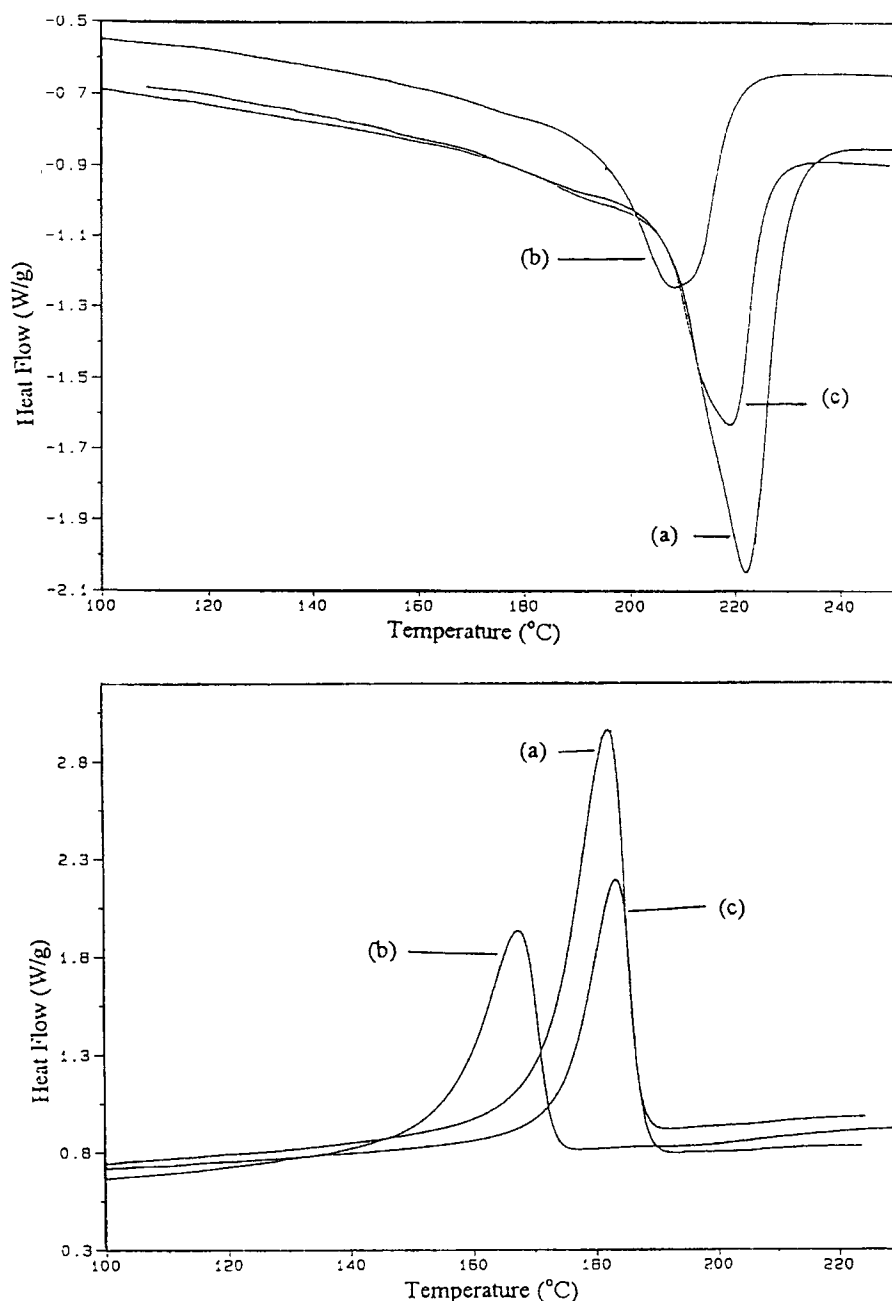 -0.5
-0.7
-0.9
-1.1
-1.3
-1.5
-1.7
-1.9
-2.1
Heat Flow (W/g)
(b)
(c)
(a)
100 120 140 160 180 200 220 240
Temperature (°C)
2.8
2.3
1.8
1.3
0.8
0.3
Heat Flow (W/g)
(a)
(c)
(b)
100 120 140 160 180 200 220
Temperature (°C)